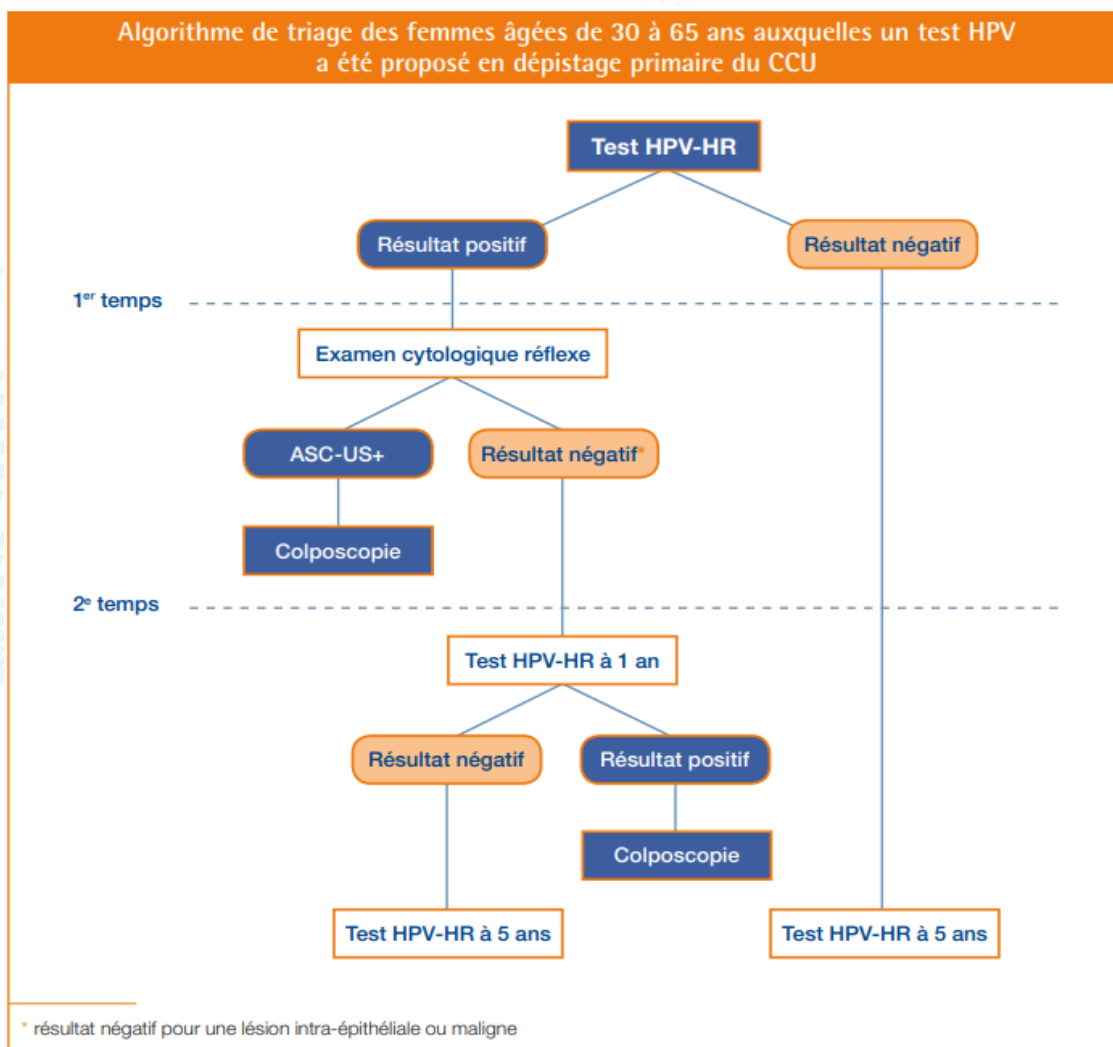 Algorithme de triage des femmes âgées de 30 à 65 ans auxquelles un test HPV
a été proposé en dépistage primaire du CCU
Test HPV-HR
Résultat positif
Résultat négatif
1er temps
Examen cytologique réflexe
ASC-US+
Résultat négatif*
Colposcopie
2e temps
Test HPV-HR à 1 an
Résultat négatif
Résultat positif
Colposcopie
Test HPV-HR à 5 ans
Test HPV-HR à 5 ans
* résultat négatif pour une lésion intra-épithéliale ou maligne